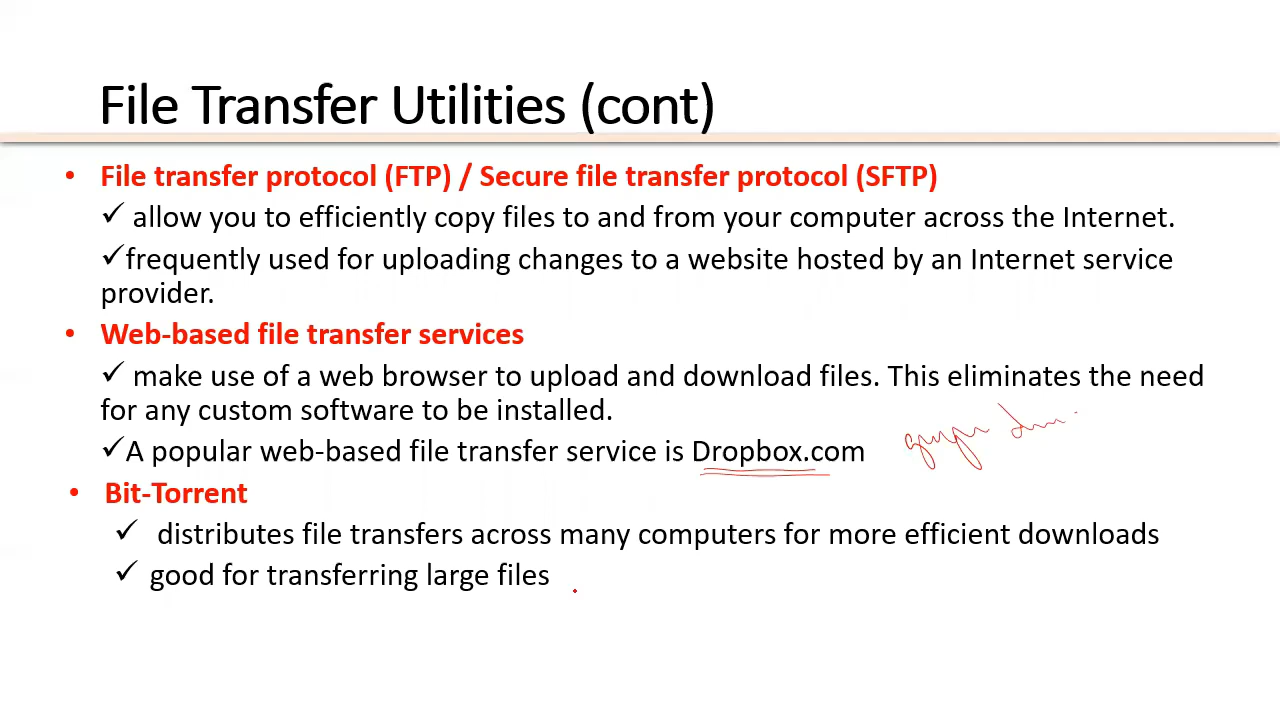 File Transfer Utilities (cont)
• File transfer protocol (FTP) / Secure file transfer protocol (SFTP)
✓ allow you to efficiently copy files to and from your computer across the Internet.
✓frequently used for uploading changes to a website hosted by an Internet service
provider.
• Web-based file transfer services
✓ make use of a web browser to upload and download files. This eliminates the need
for any custom software to be installed.
✓A popular web-based file transfer service is Dropbox.com
• Bit-Torrent
✓ distributes file transfers across many computers for more efficient downloads
✓ good for transferring large files